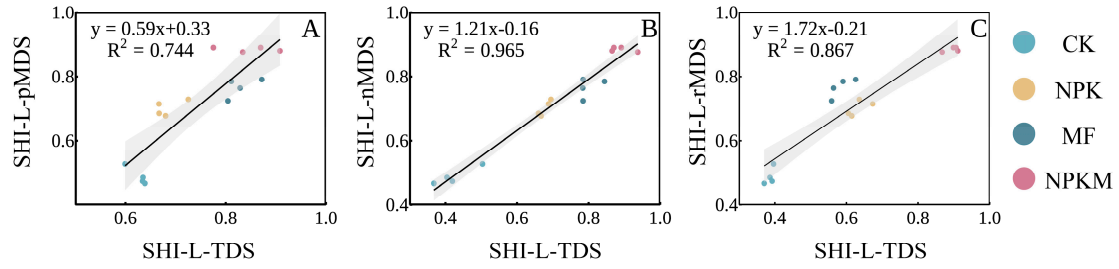 y = 0.59x+0.33
R² = 0.744
A
1.0
0.8
0.6
0.6
0.8
1.0
SHI-L-pMDS
SHI-L-TDS
y = 1.21x-0.16
R² = 0.965
B
1.0
0.8
0.6
0.4
0.4
0.6
0.8
1.0
SHI-L-nMDS
SHI-L-TDS
y = 1.72x-0.21
R² = 0.867
C
1.0
0.8
0.6
0.4
0.4
0.6
0.8
1.0
SHI-L-rMDS
SHI-L-TDS
CK
NPK
MF
NPKM